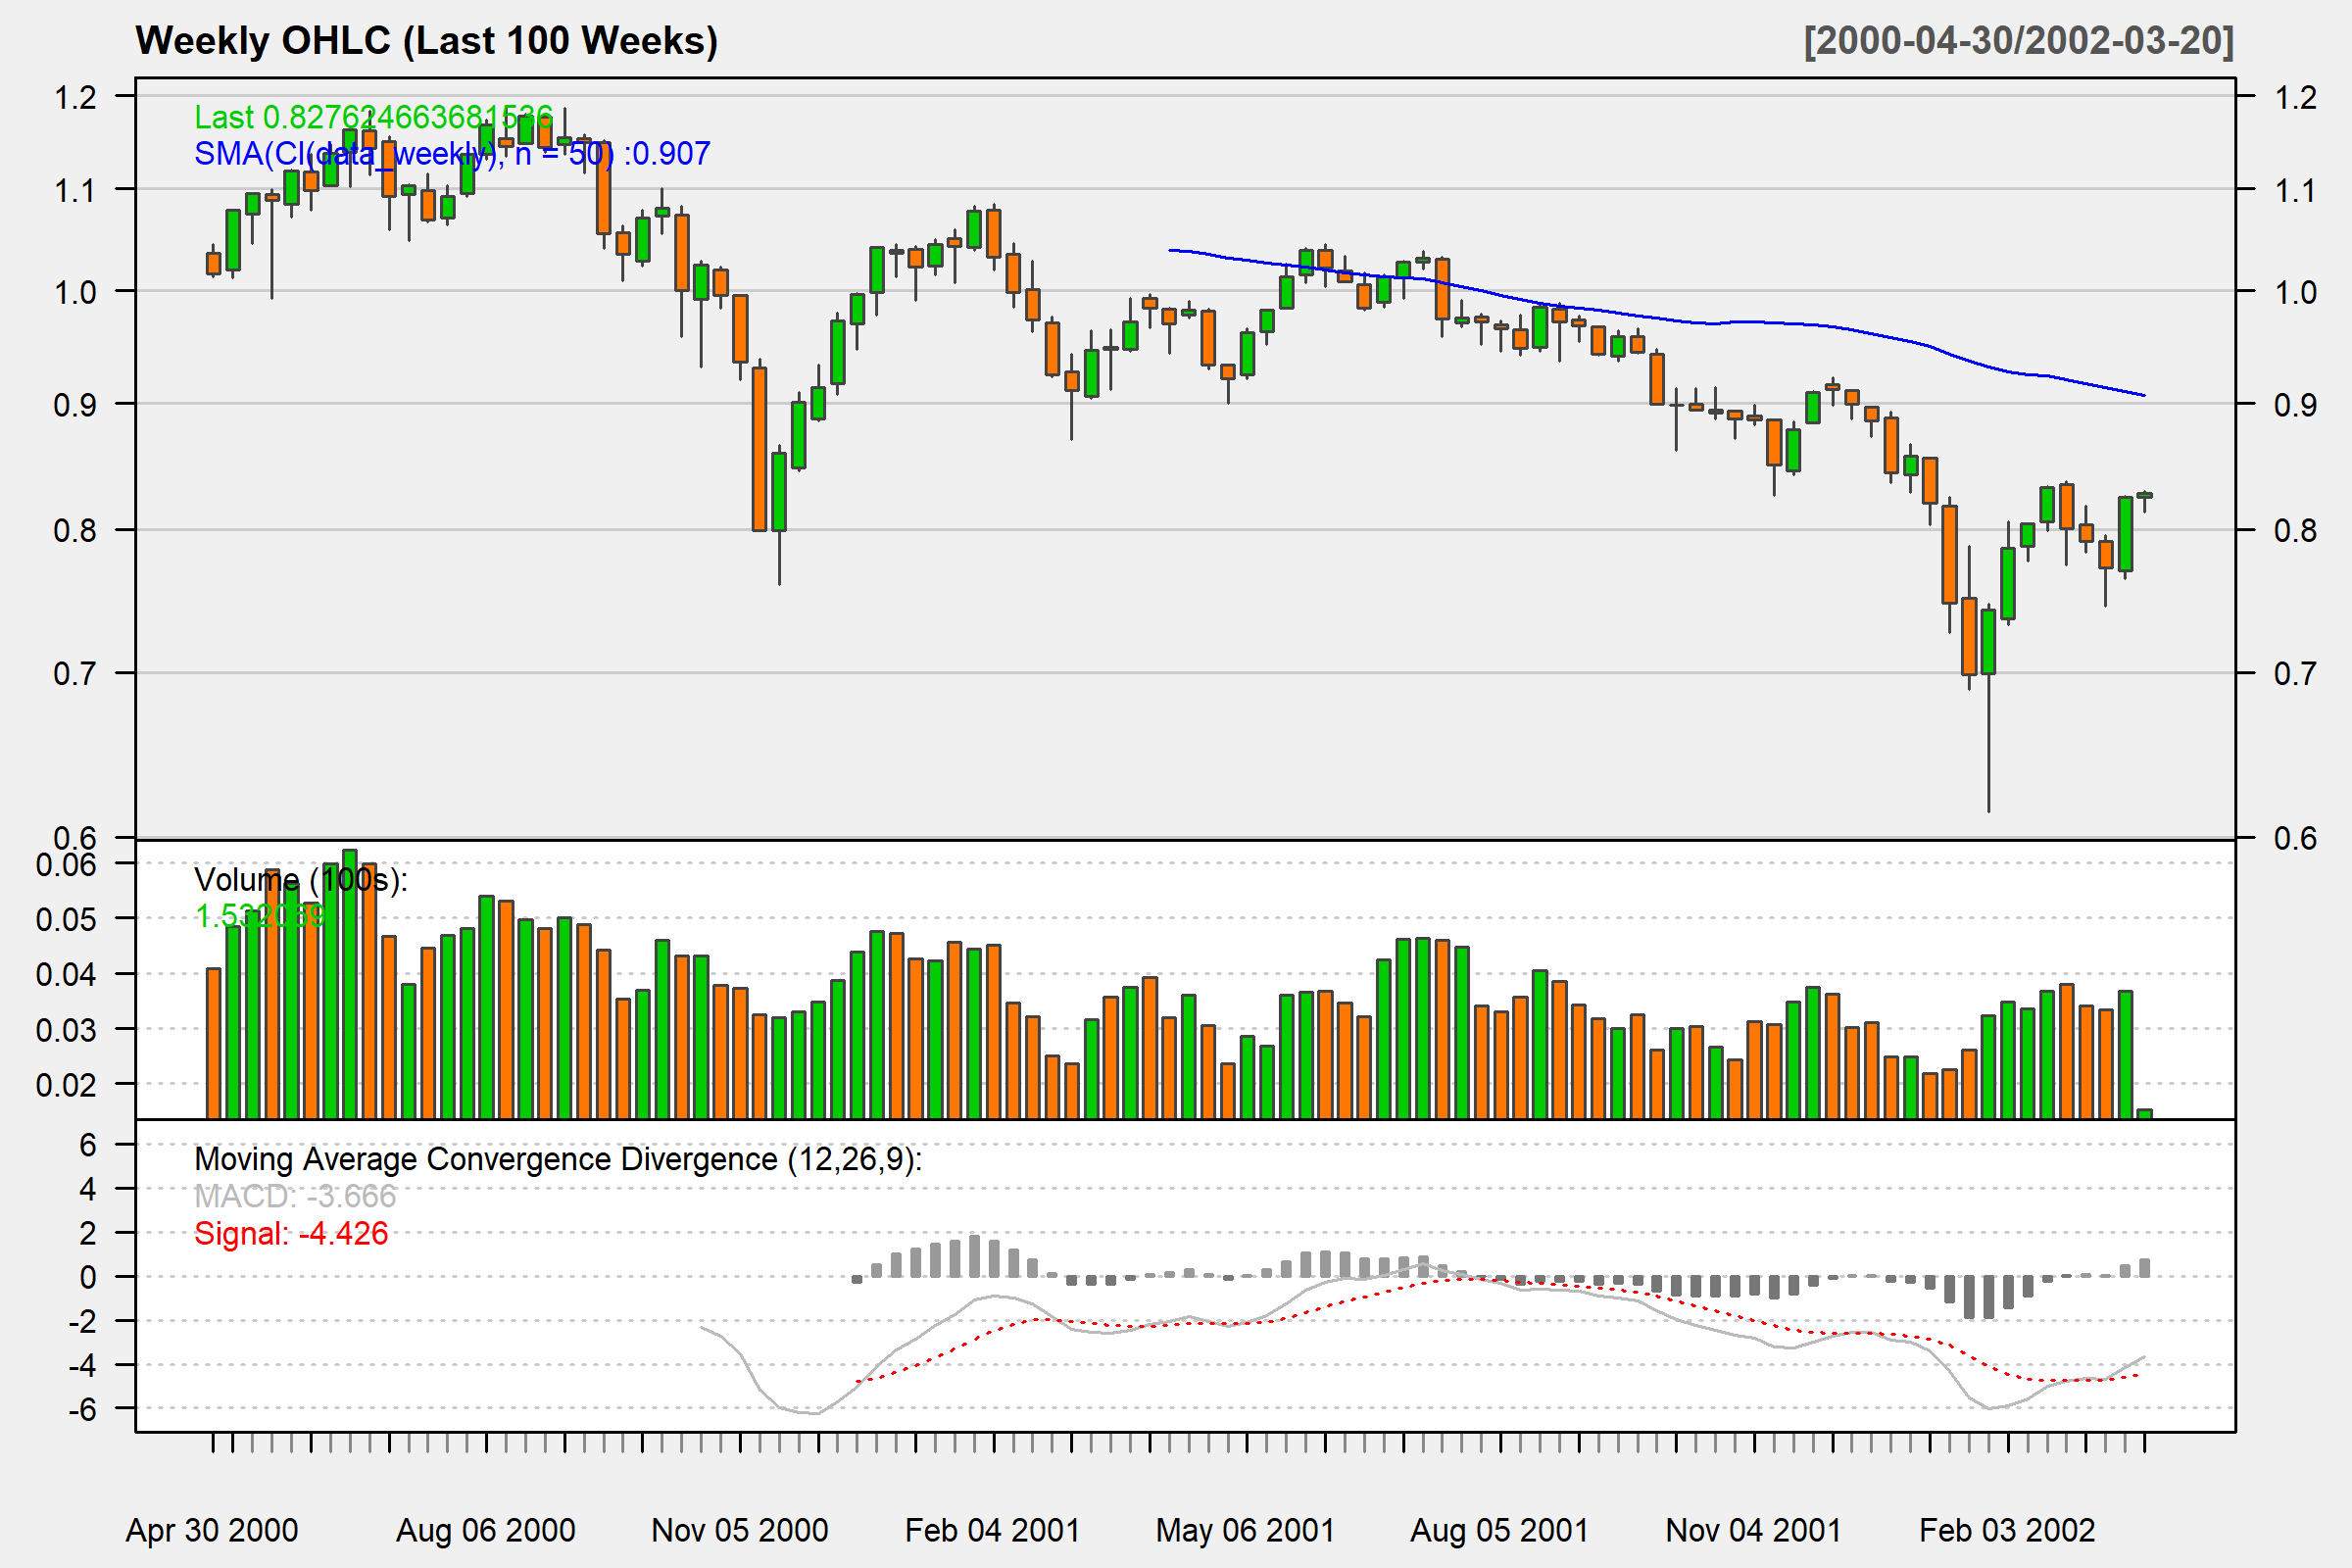 Weekly OHLC (Last 100 Weeks) [2000-04-30/2002-03-20]
Last 0.827624663681536
SMA(Cl(data_weekly), n = 50) :0.907
1.2 1.2
1.1 1.1
1.0 1.0
0.9 0.9
0.8 0.8
0.7 0.7
0.6 0.6
Volume (100s):
0.06
0.05
0.04
0.03
0.02
Moving Average Convergence Divergence (12,26,9):
MACD: -3.666
Signal: -4.426
6
4
2
0
-2
-4
-6
Apr 30 2000 Aug 06 2000 Nov 05 2000 Feb 04 2001 May 06 2001 Aug 05 2001 Nov 04 2001 Feb 03 2002